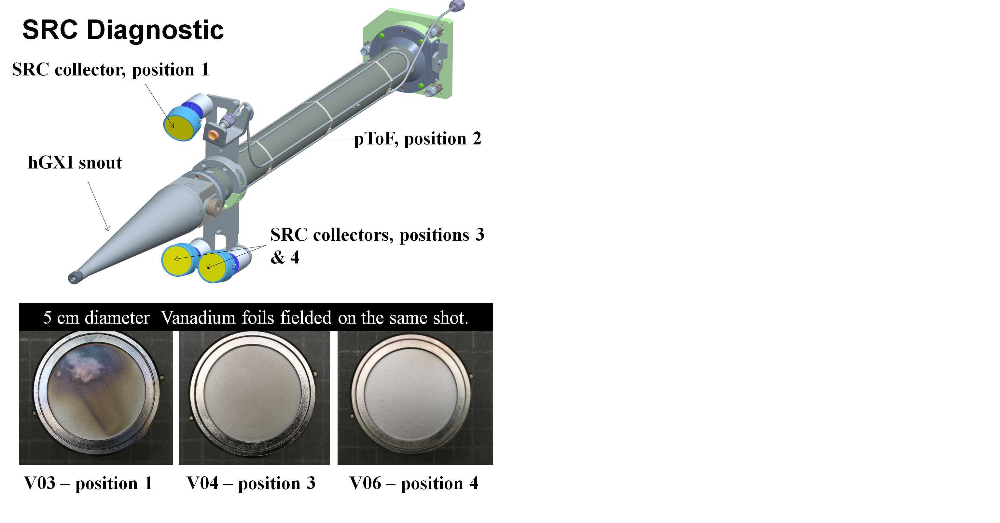 SRC Diagnostic
SRC collector, position 1
pToF, position 2
hGXI snout
SRC collectors, positions 3
& 4
5 cm diameter Vanadium foils fielded on the same shot.
V03 – position 1
V04 – position 3
V06 – position 4